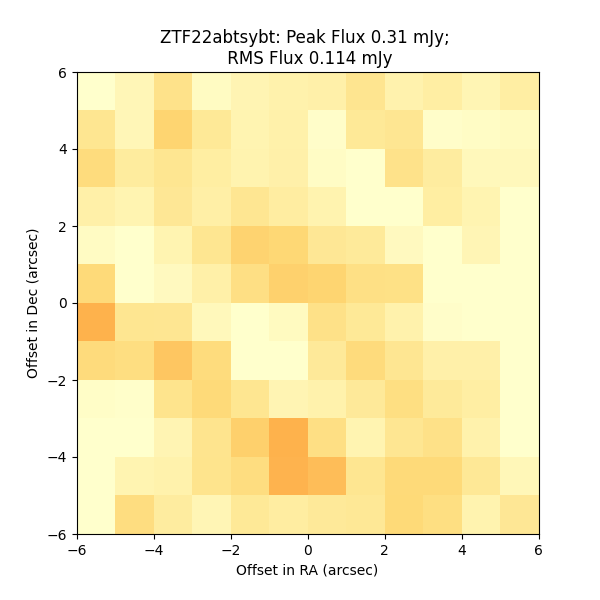 ZTF22abtsybt: Peak Flux 0.31 mJy;
RMS Flux 0.114 mJy
6
4
2
0
−2
−4
−6
Offset in Dec (arcsec)
−6 −4 −2 0 2 4 6
Offset in RA (arcsec)